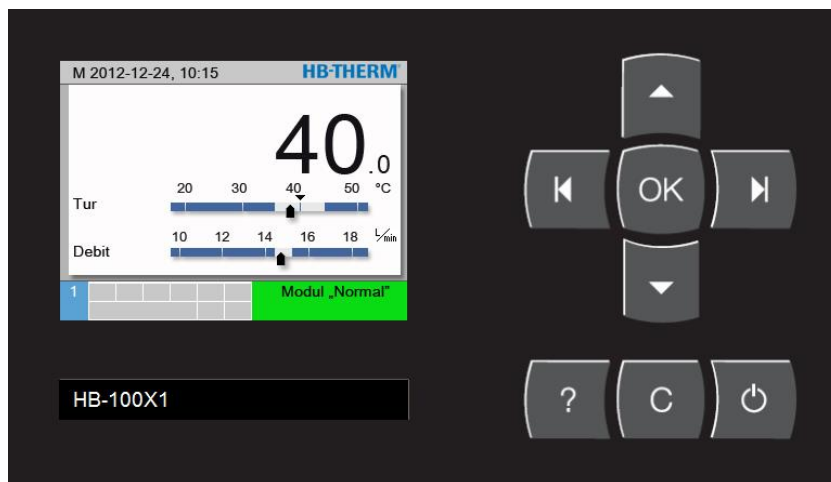 M 2012-12-24, 10:15 HB-THERM
40.0
20 30 40 50 °C
Tur
10 12 14 16 18 L/min
Debit
1 Modul „Normal"
HB-100X1
OK
? C